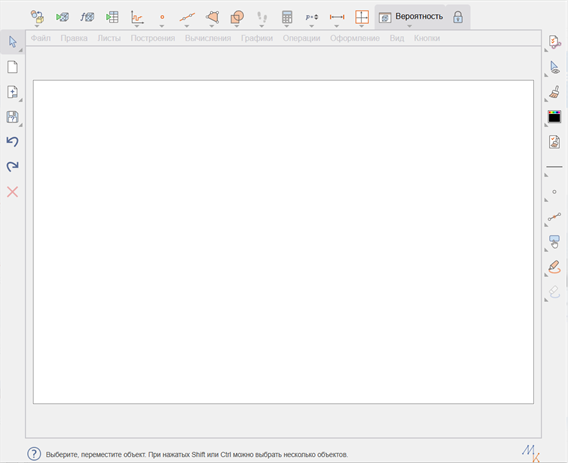 Вероятность
Файл Правка Листы Построения Вычисления Графики Операции Оформление Вид Кнопки
Выберите, переместите объект. При нажатых Shift или Ctrl можно выбрать несколько объектов.